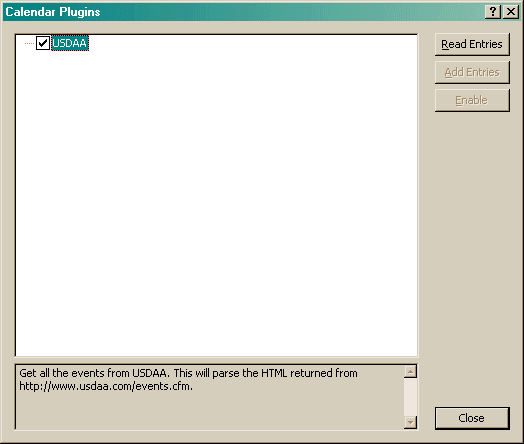 Calendar Plugins
USDAA
Read Entries
Add Entries
Enable
Get all the events from USDAA. This will parse the HTML returned from
http://www.usdaa.com/events.cfm.
Close